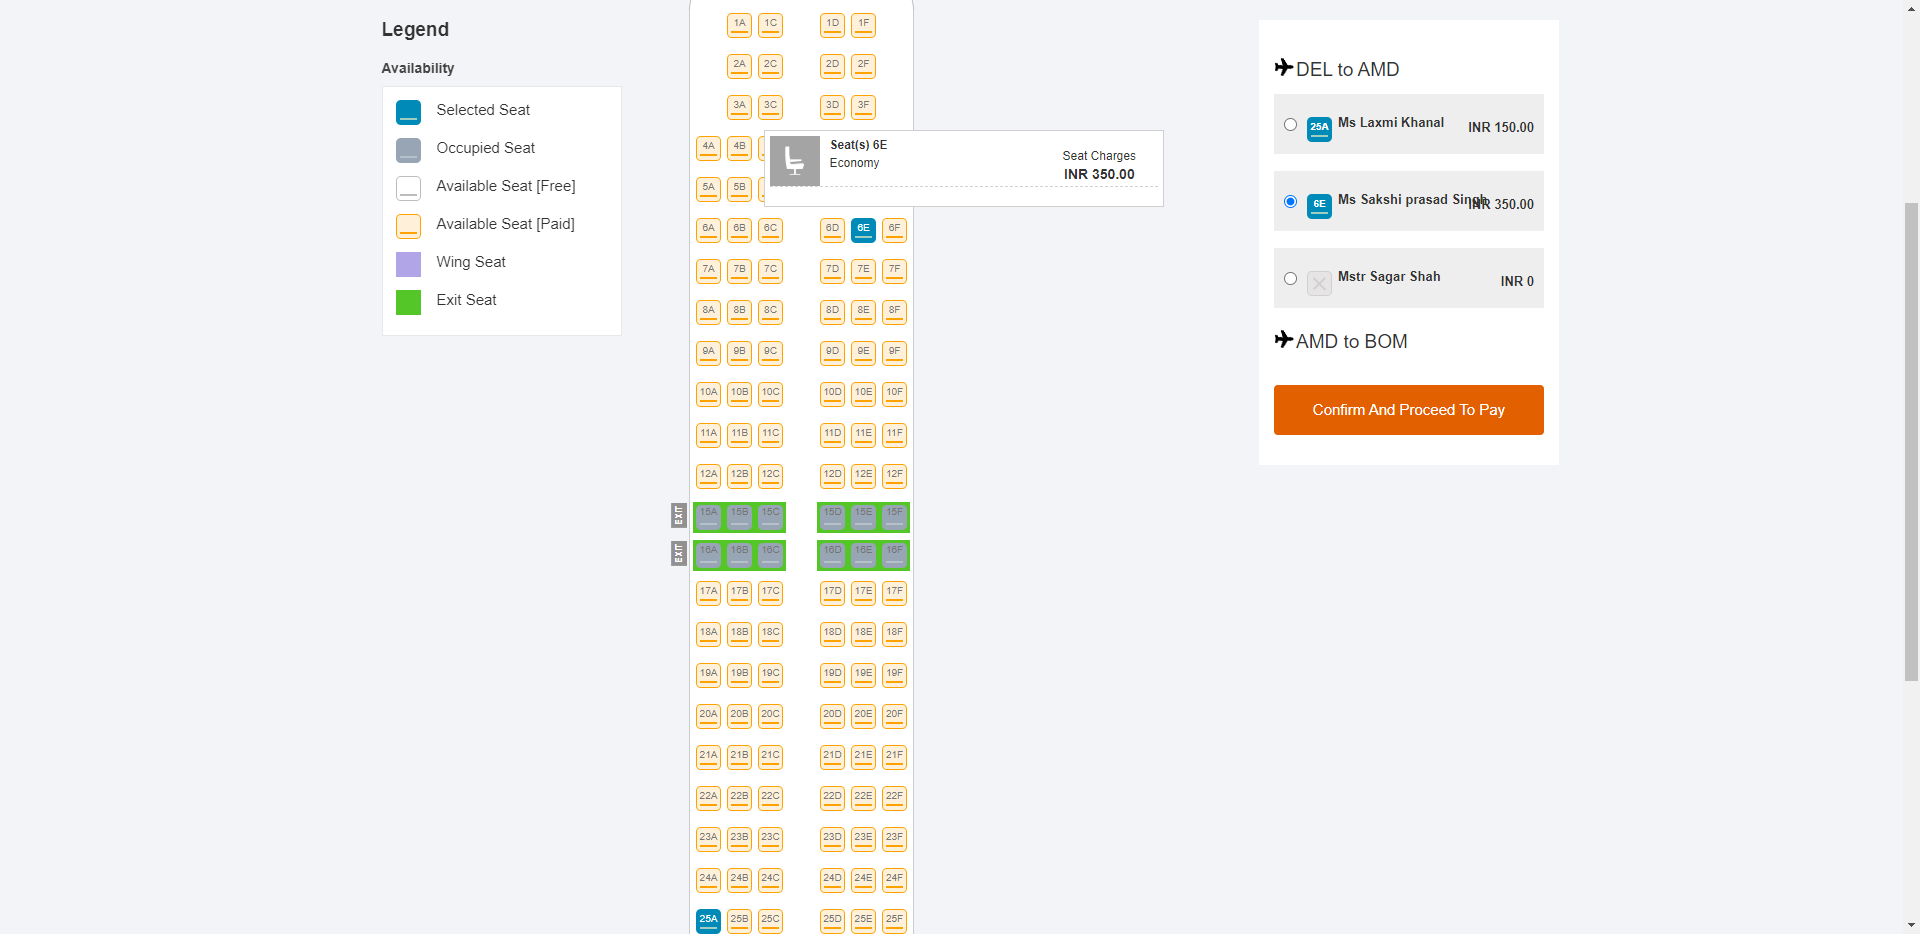 Legend
Availability
Selected Seat
Occupied Seat
Available Seat [Free]
Available Seat [Paid]
Wing Seat
Exit Seat
1A 1C 1D 1F
2A 2C 2D 2F
3A 3C 3D 3F
4A 4B
Seat(s) 6E
Economy
Seat Charges
INR 350.00
5A 5B
6A 6B 6C 6D 6E 6F
7A 7B 7C 7D 7E 7F
8A 8B 8C 8D 8E 8F
9A 9B 9C 9D 9E 9F
10A 10B 10C 10D 10E 10F
11A 11B 11C 11D 11E 11F
12A 12B 12C 12D 12E 12F
EXIT 15A 15B 15C 15D 15E 15F
EXIT 16A 16B 16C 16D 16E 16F
17A 17B 17C 17D 17E 17F
18A 18B 18C 18D 18E 18F
19A 19B 19C 19D 19E 19F
20A 20B 20C 20D 20E 20F
21A 21B 21C 21D 21E 21F
22A 22B 22C 22D 22E 22F
23A 23B 23C 23D 23E 23F
24A 24B 24C 24D 24E 24F
25A 25B 25C 25D 25E 25F
DEL to AMD
25A Ms Laxmi Khanal INR 150.00
6E Ms Sakshi prasad Singh INR 350.00
Mstr Sagar Shah INR 0
AMD to BOM
Confirm And Proceed To Pay